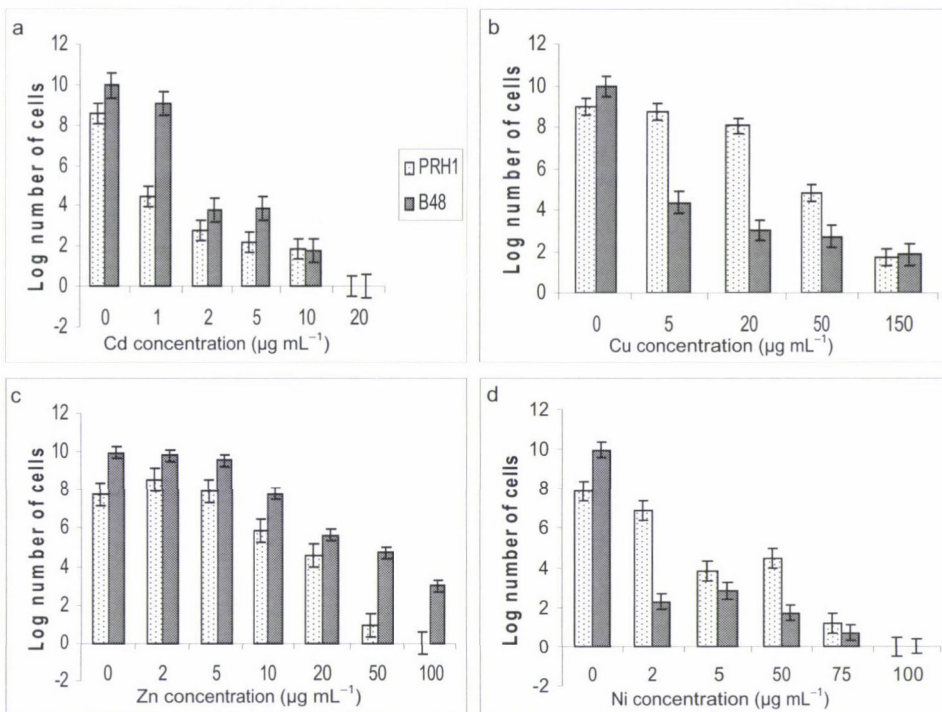 a
12
10
8
6
4
2
0
-2
Log number of cells
0 1 2 5 10 20
Cd concentration (µg mL⁻¹)
PRH1
B48
b
12
10
8
6
4
2
0
Log number of cells
0 5 20 50 150
Cu concentration (µg mL⁻¹)
c
12
10
8
6
4
2
0
-2
Log number of cells
0 2 5 10 20 50 100
Zn concentration (µg mL⁻¹)
d
12
10
8
6
4
2
0
-2
Log number of cells
0 2 5 50 75 100
Ni concentration (µg mL⁻¹)